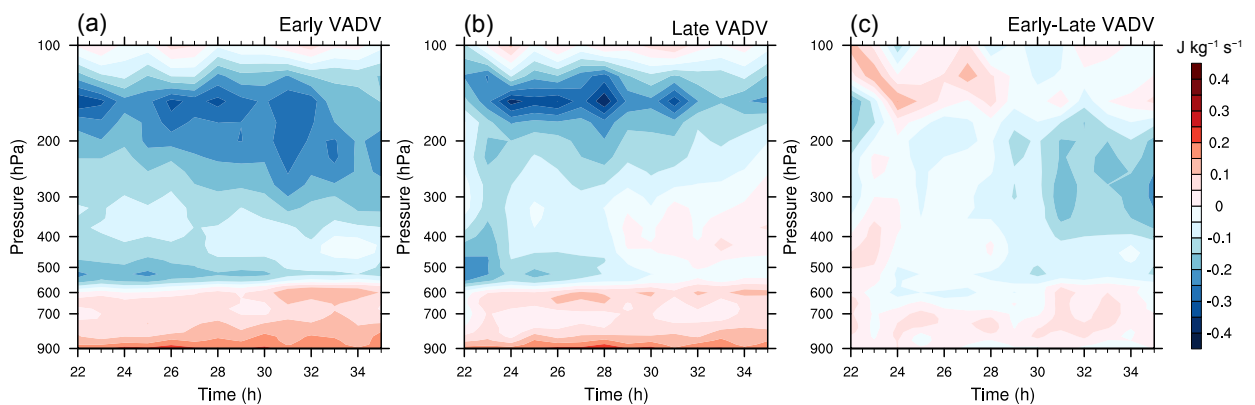 (a) Early VADV
(b) Late VADV
(c) Early-Late VADV
J kg⁻¹ s⁻¹
Pressure (hPa)
100
200
300
400
500
600
700
900
22 24 26 28 30 32 34
Time (h)
Pressure (hPa)
100
200
300
400
500
600
700
900
22 24 26 28 30 32 34
Time (h)
Pressure (hPa)
100
200
300
400
500
600
700
900
22 24 26 28 30 32 34
Time (h)
0.4
0.3
0.2
0.1
0
-0.1
-0.2
-0.3
-0.4